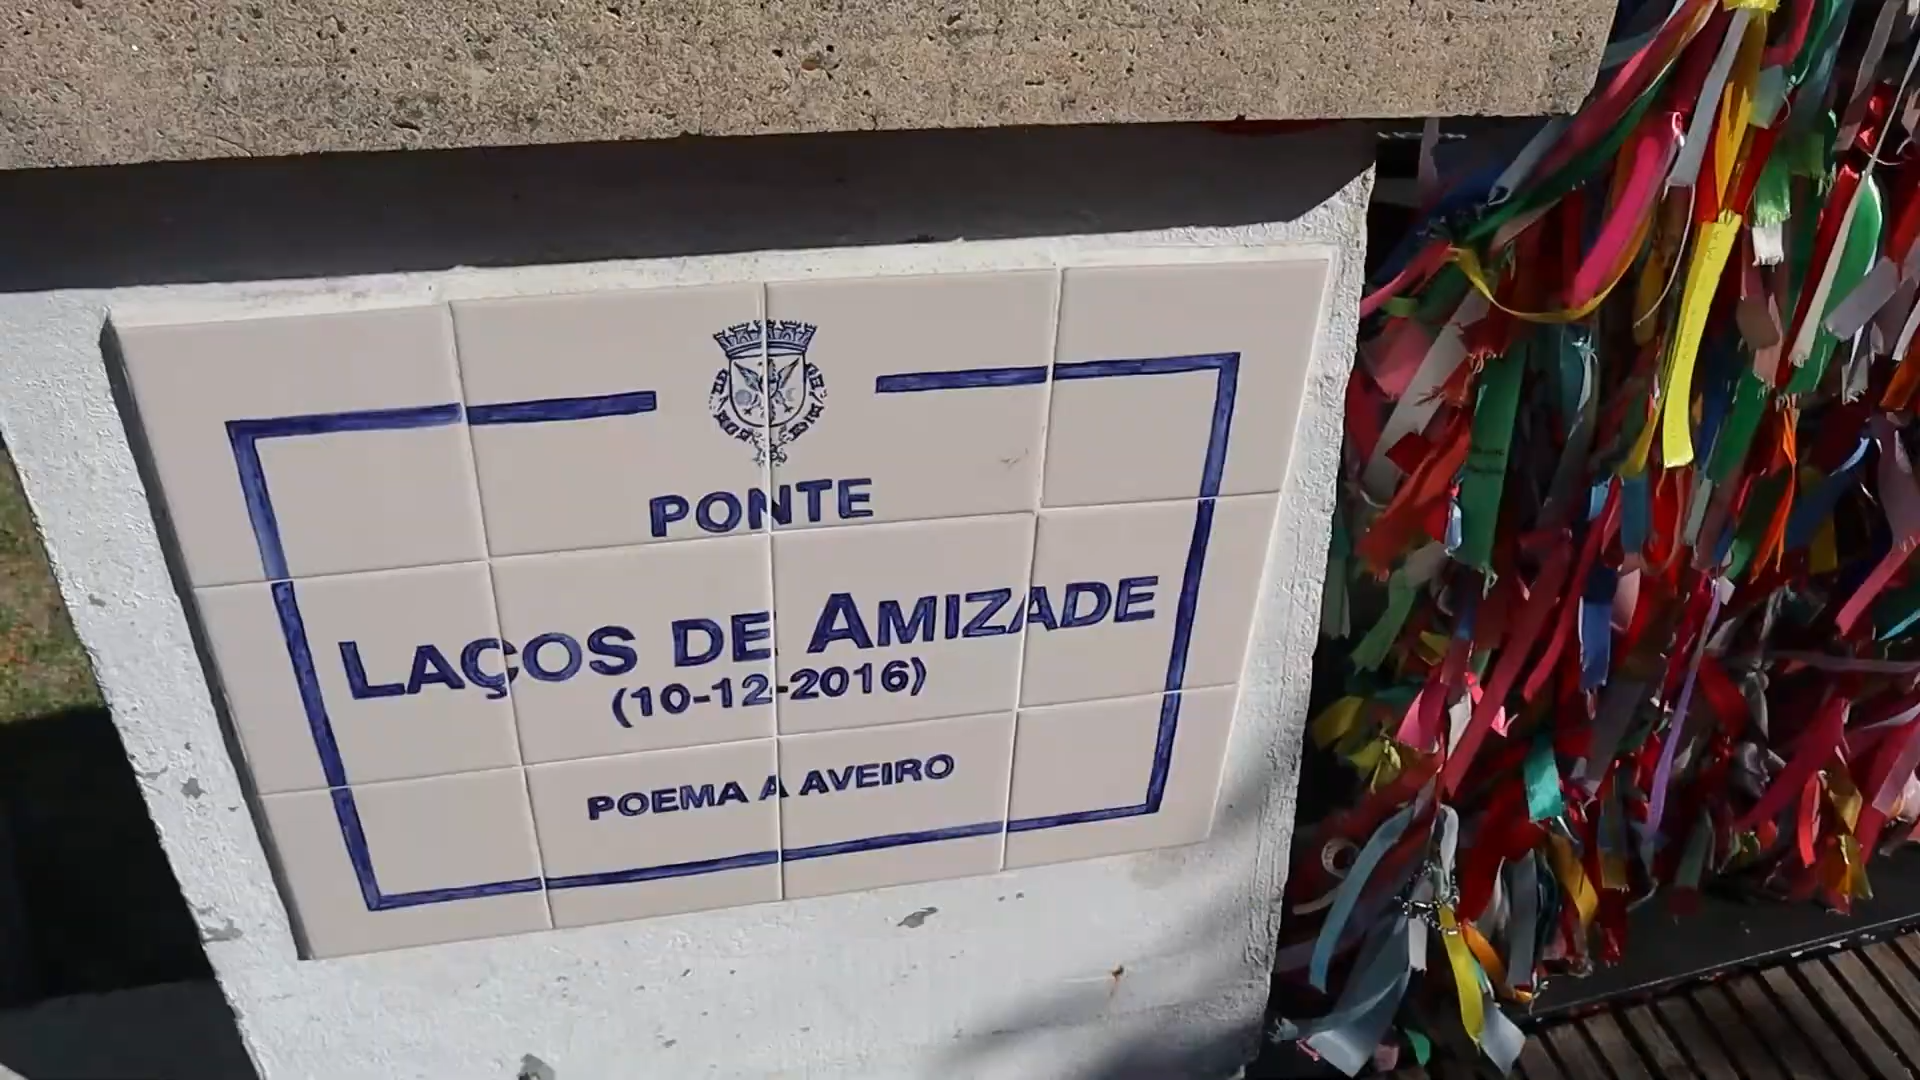 PONTE
LAÇOS DE AMIZADE
(10-12-2016)
POEMA A AVEIRO